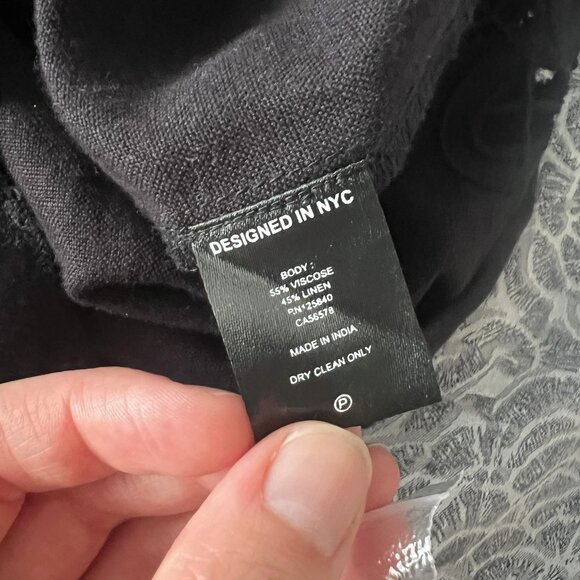 DESIGNED IN NYC
BODY :
55% VISCOSE
45% LINEN
RN125840
CA56578
MADE IN INDIA
DRY CLEAN ONLY
P